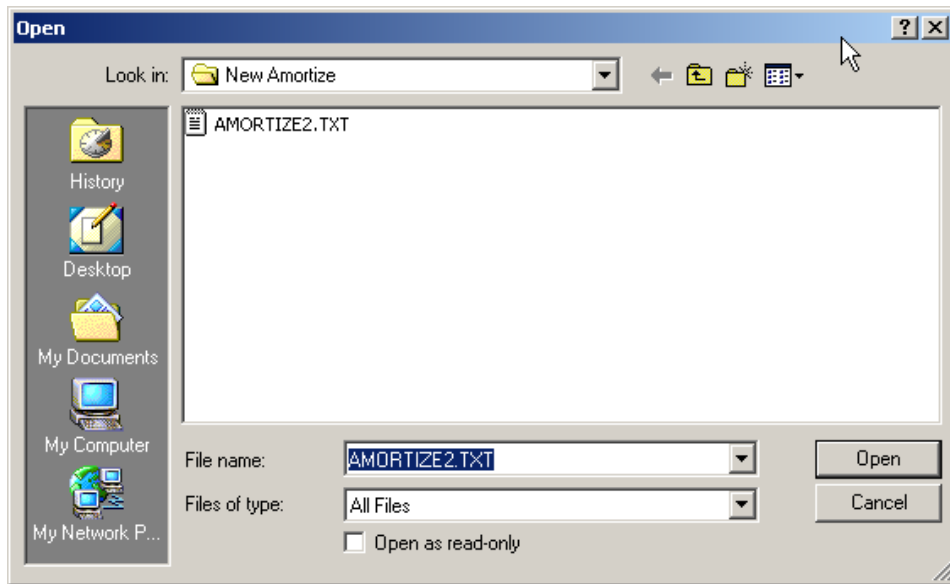 Open
Look in: New Amortize
AMORTIZE2.TXT
History
Desktop
My Documents
My Computer
My Network P...
File name: AMORTIZE2.TXT Open
Files of type: All Files Cancel
Open as read-only